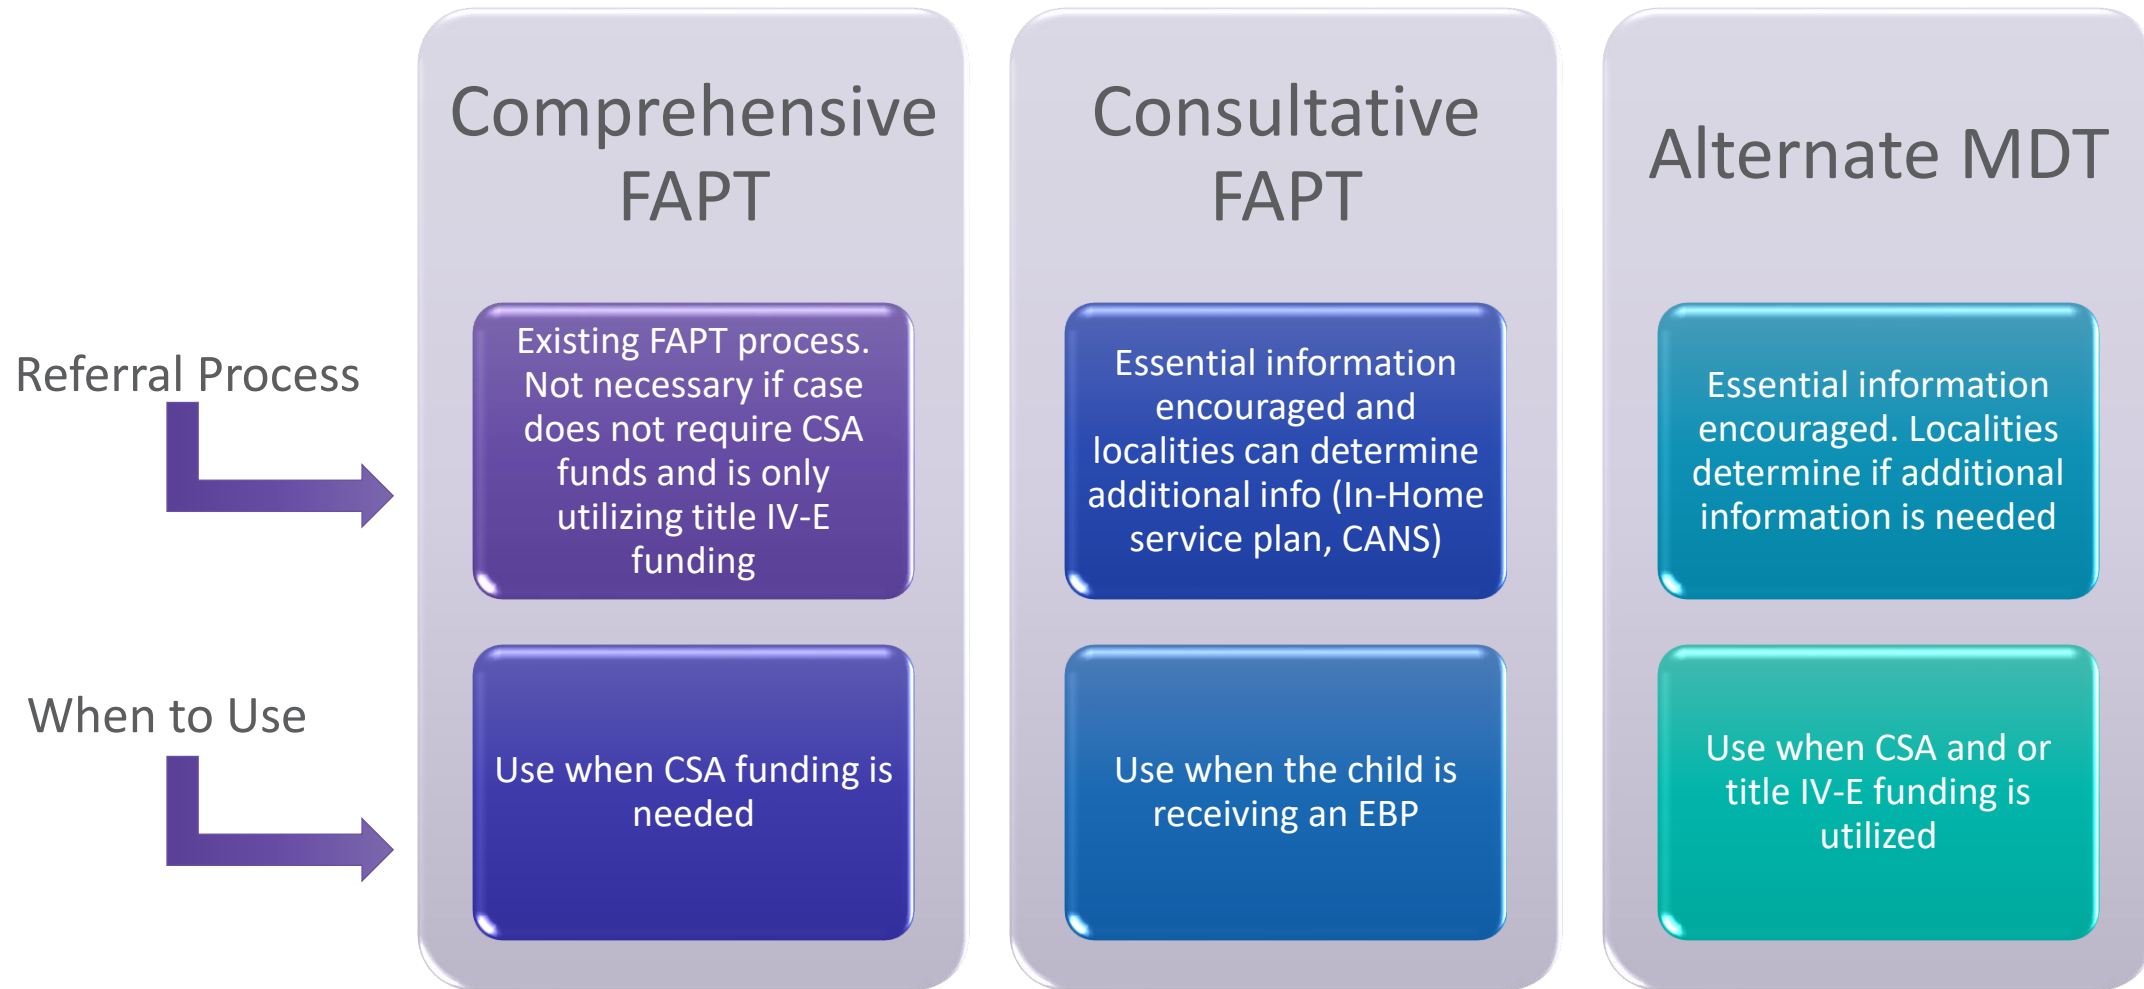 Comprehensive
FAPT
Consultative
FAPT
Alternate MDT
Referral Process
Existing FAPT process.
Not necessary if case
does not require CSA
funds and is only
utilizing title IV-E
funding
Essential information
encouraged and
localities can determine
additional info (In-Home
service plan, CANS)
Essential information
encouraged. Localities
determine if additional
information is needed
When to Use
Use when CSA funding is
needed
Use when the child is
receiving an EBP
Use when CSA and or
title IV-E funding is
utilized